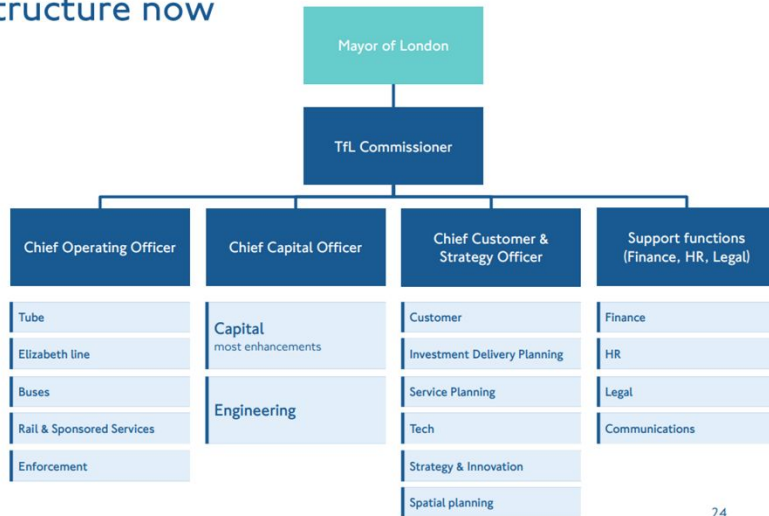 tructure now
Mayor of London
TfL Commissioner
Chief Operating Officer
Chief Capital Officer
Chief Customer &
Strategy Officer
Support functions
(Finance, HR, Legal)
Tube
Elizabeth line
Buses
Rail & Sponsored Services
Enforcement
Capital
most enhancements
Engineering
Customer
Investment Delivery Planning
Service Planning
Tech
Strategy & Innovation
Spatial planning
Finance
HR
Legal
Communications
24